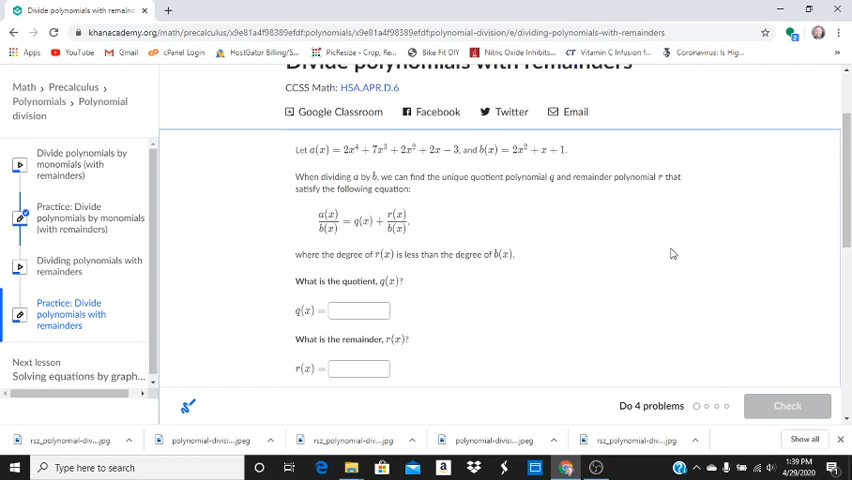 Divide polynomials with remaind
khanacademy.org/math/precalculus/x9e81a4f98389efdf:polynomials/x9e81a4f98389efdf:polynomial-division/e/dividing-polynomials-with-remainders
Apps YouTube Gmail cPanel Login HostGator Billing/S... PicResize - Crop, Re... Bike Fit DIY Nitric Oxide Inhibits... CT Vitamin C Infusion f... Coronavirus: Is Hig...
Divide polynomials with remainders
CCSS Math: HSA.APR.D.6
Google Classroom Facebook Twitter Email
Math > Precalculus >
Polynomials > Polynomial
division
Divide polynomials by
monomials (with
remainders)
Practice: Divide
polynomials by monomials
(with remainders)
Dividing polynomials with
remainders
Practice: Divide
polynomials with
remainders
Next lesson
Solving equations by graph...
Let a(x) = 2x⁴ + 7x³ + 2x² + 2x − 3, and b(x) = 2x² + x + 1.
When dividing a by b, we can find the unique quotient polynomial q and remainder polynomial r that
satisfy the following equation:
a(x)/b(x) = q(x) + r(x)/b(x),
where the degree of r(x) is less than the degree of b(x).
What is the quotient, q(x)?
q(x) =
What is the remainder, r(x)?
r(x) =
Do 4 problems Check
rsz_polynomial-div....jpg polynomial-divisi....jpeg rsz_polynomial-div....jpg polynomial-divisi....jpeg rsz_polynomial-div....jpg Show all
Type here to search
1:39 PM
4/29/2020